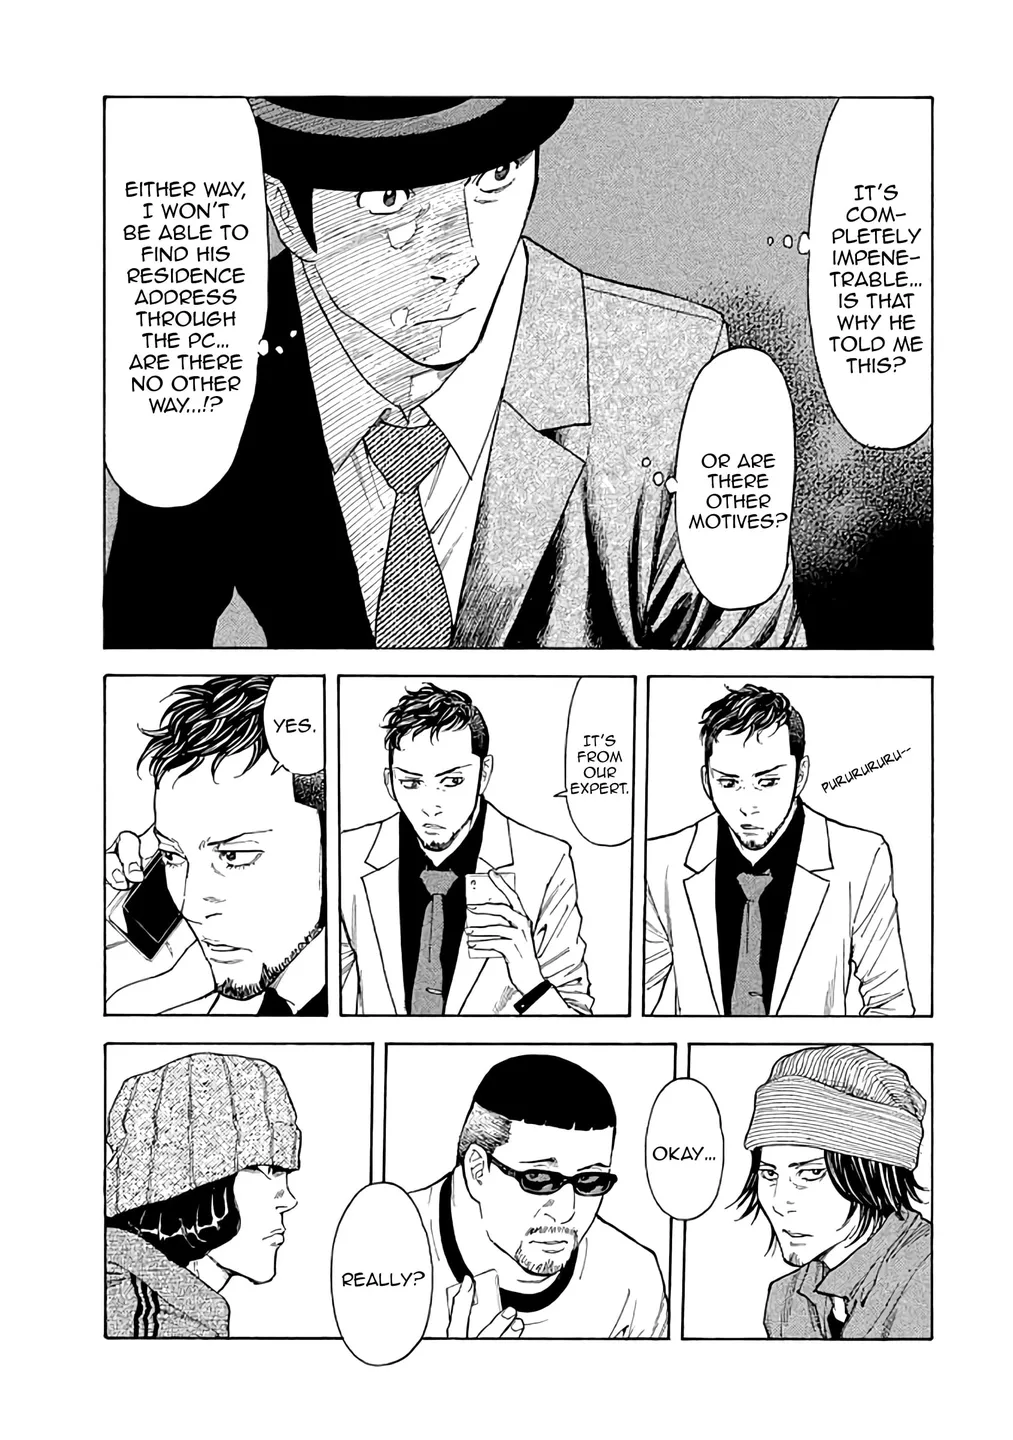 IT'S
COM-
PLETELY
IMPENE-
TRABLE...
IS THAT
WHY HE
TOLD ME
THIS?
OR ARE
THERE
OTHER
MOTIVES?
EITHER WAY,
I WON'T
BE ABLE TO
FIND HIS
RESIDENCE
ADDRESS
THROUGH
THE PC...
ARE THERE
NO OTHER
WAY...!?
PURURURURU--
IT'S
FROM
OUR
EXPERT.
YES.
OKAY...
REALLY?